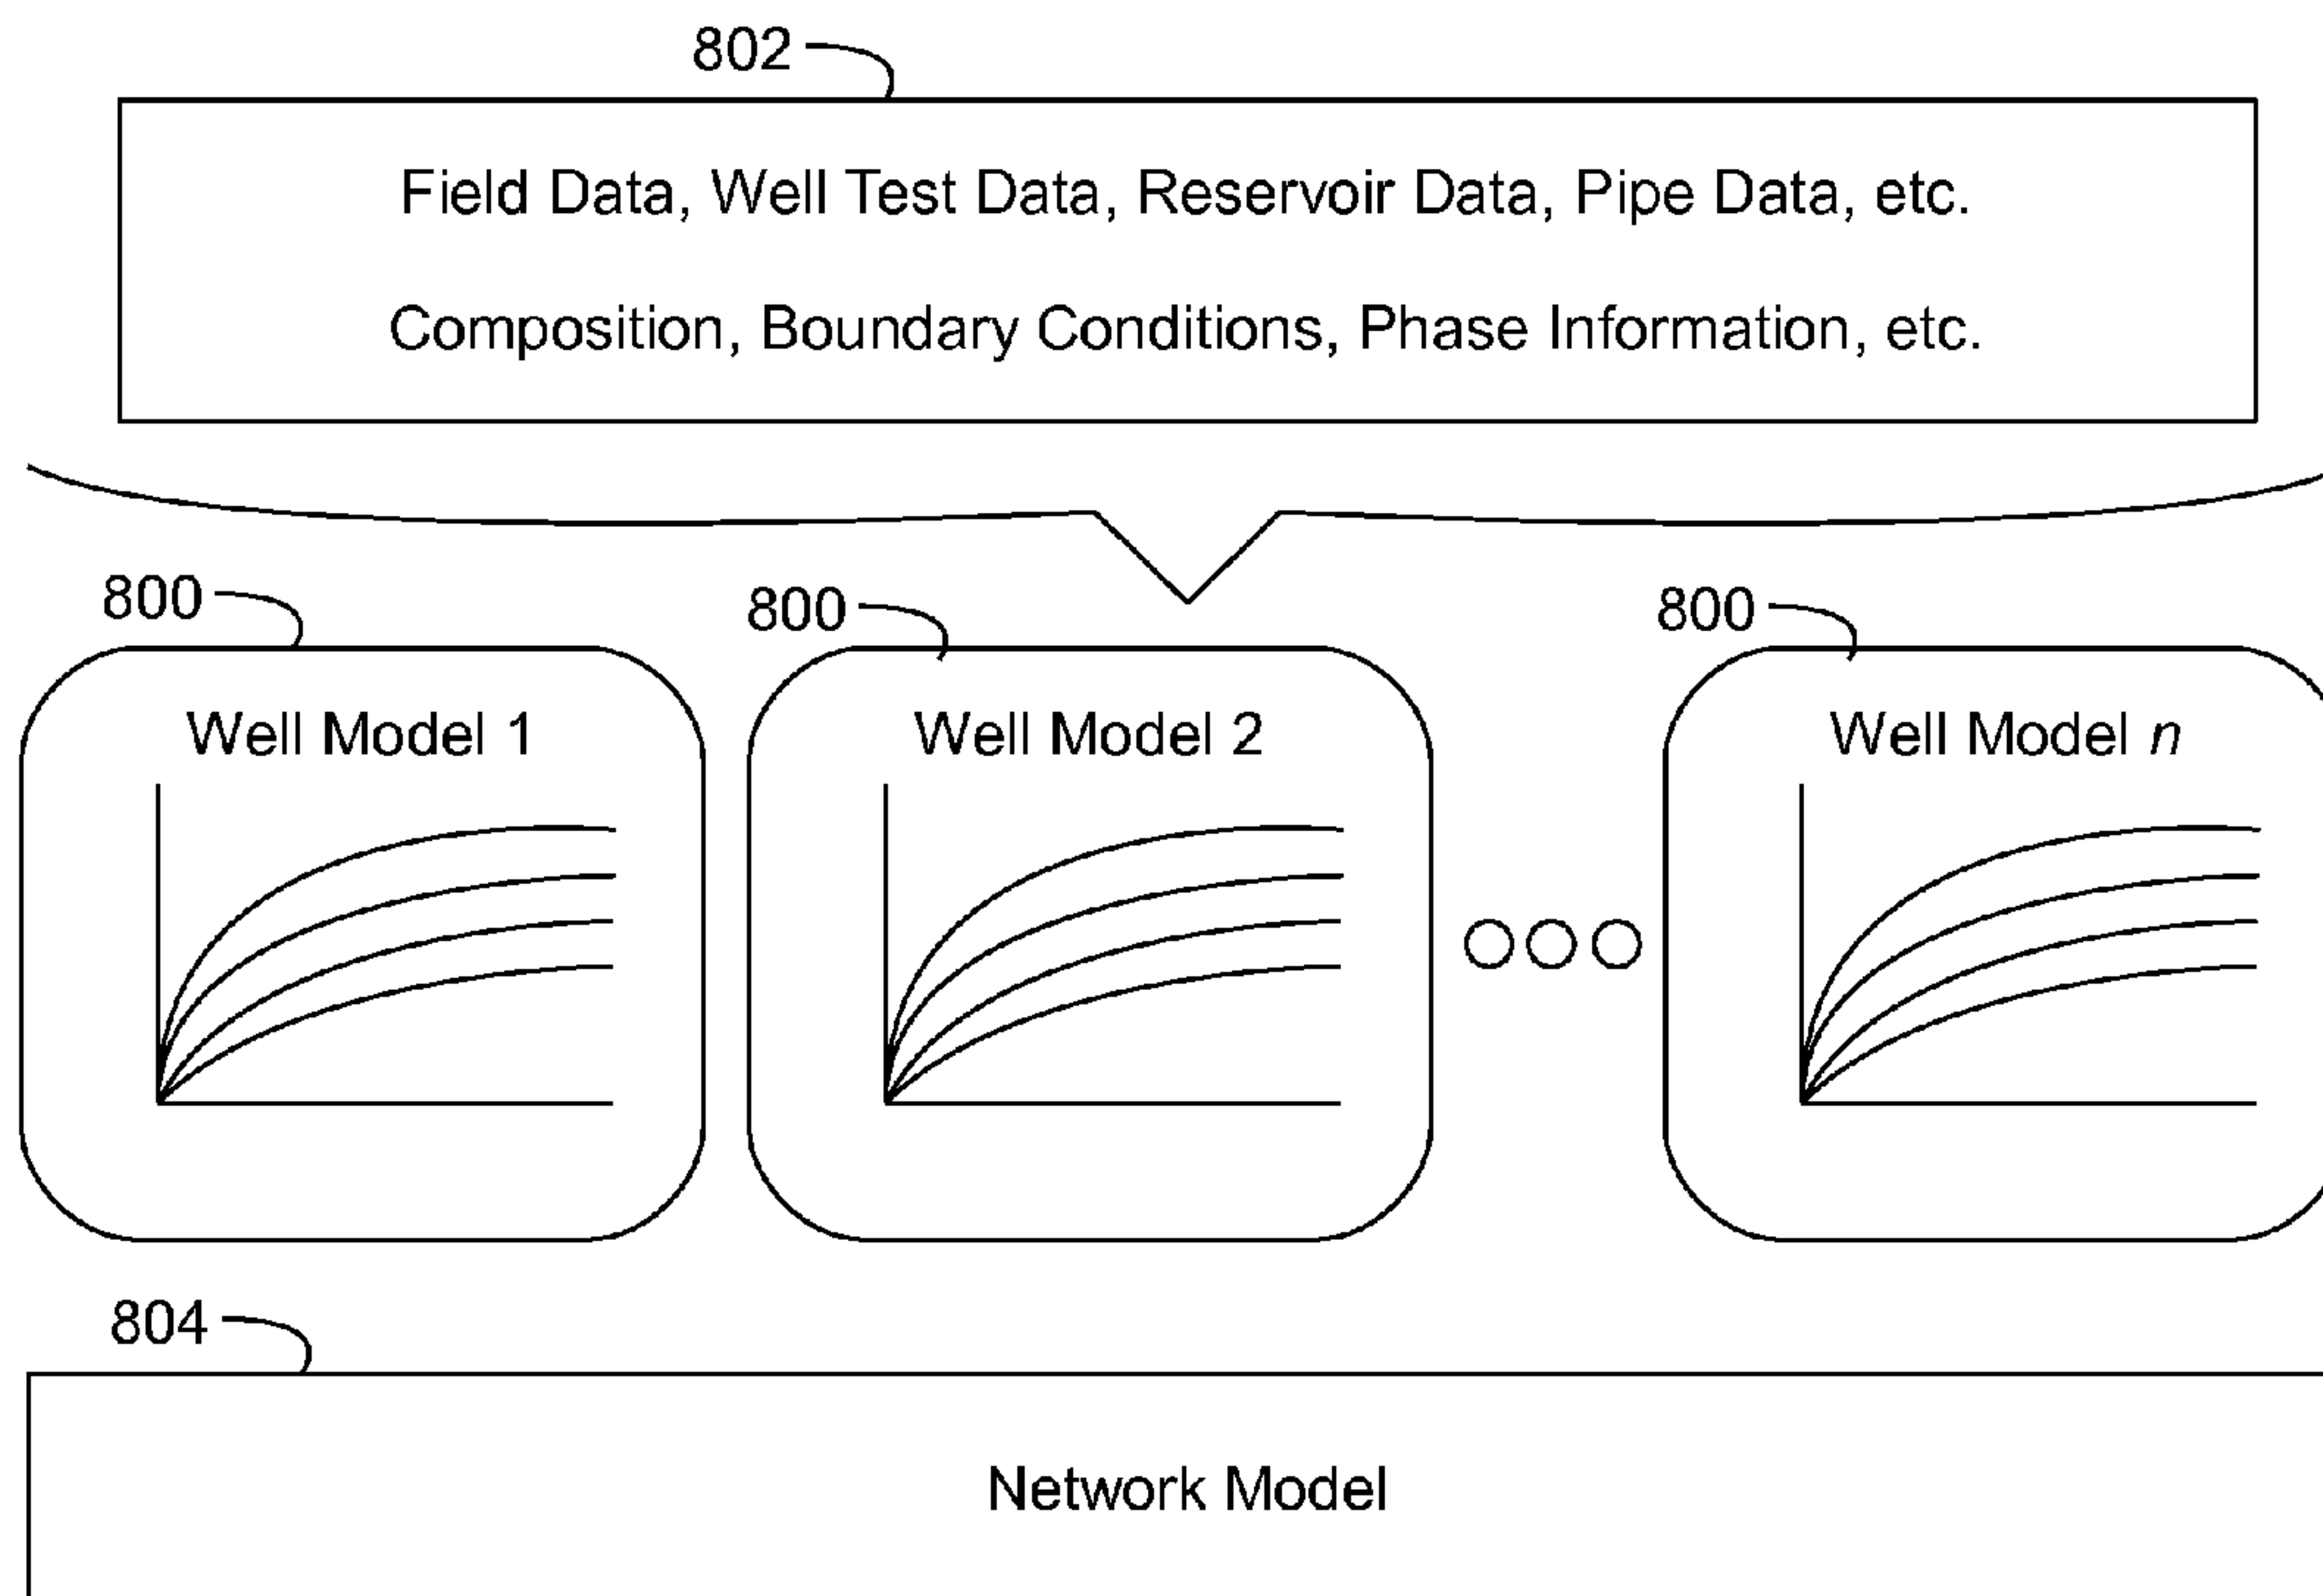 802
Field Data, Well Test Data, Reservoir Data, Pipe Data, etc.
Composition, Boundary Conditions, Phase Information, etc.
800
800
800
Well Model 1
Well Model 2
Well Model n
804
Network Model